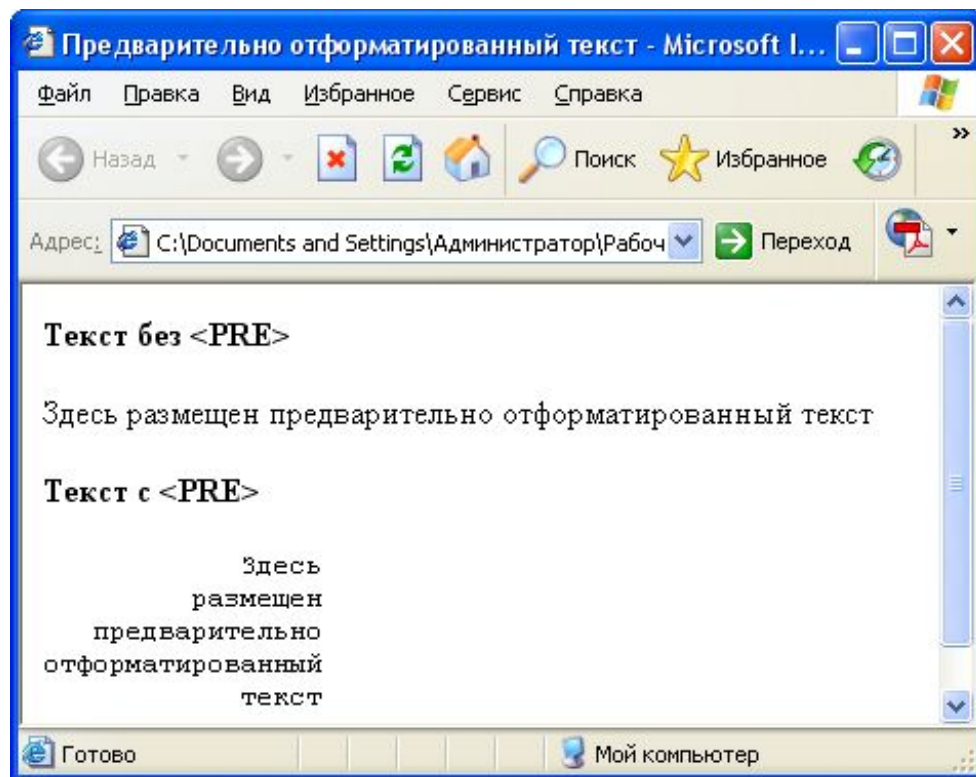 Предварительно отформатированный текст - Microsoft I...
Файл Правка Вид Избранное Сервис Справка
Назад Поиск Избранное »
Адрес: C:\Documents and Settings\Администратор\Рабоч Переход
Текст без <PRE>
Здесь размещен предварительно отформатированный текст
Текст с <PRE>
Здесь
размещен
предварительно
отформатированный
текст
Готово Мой компьютер